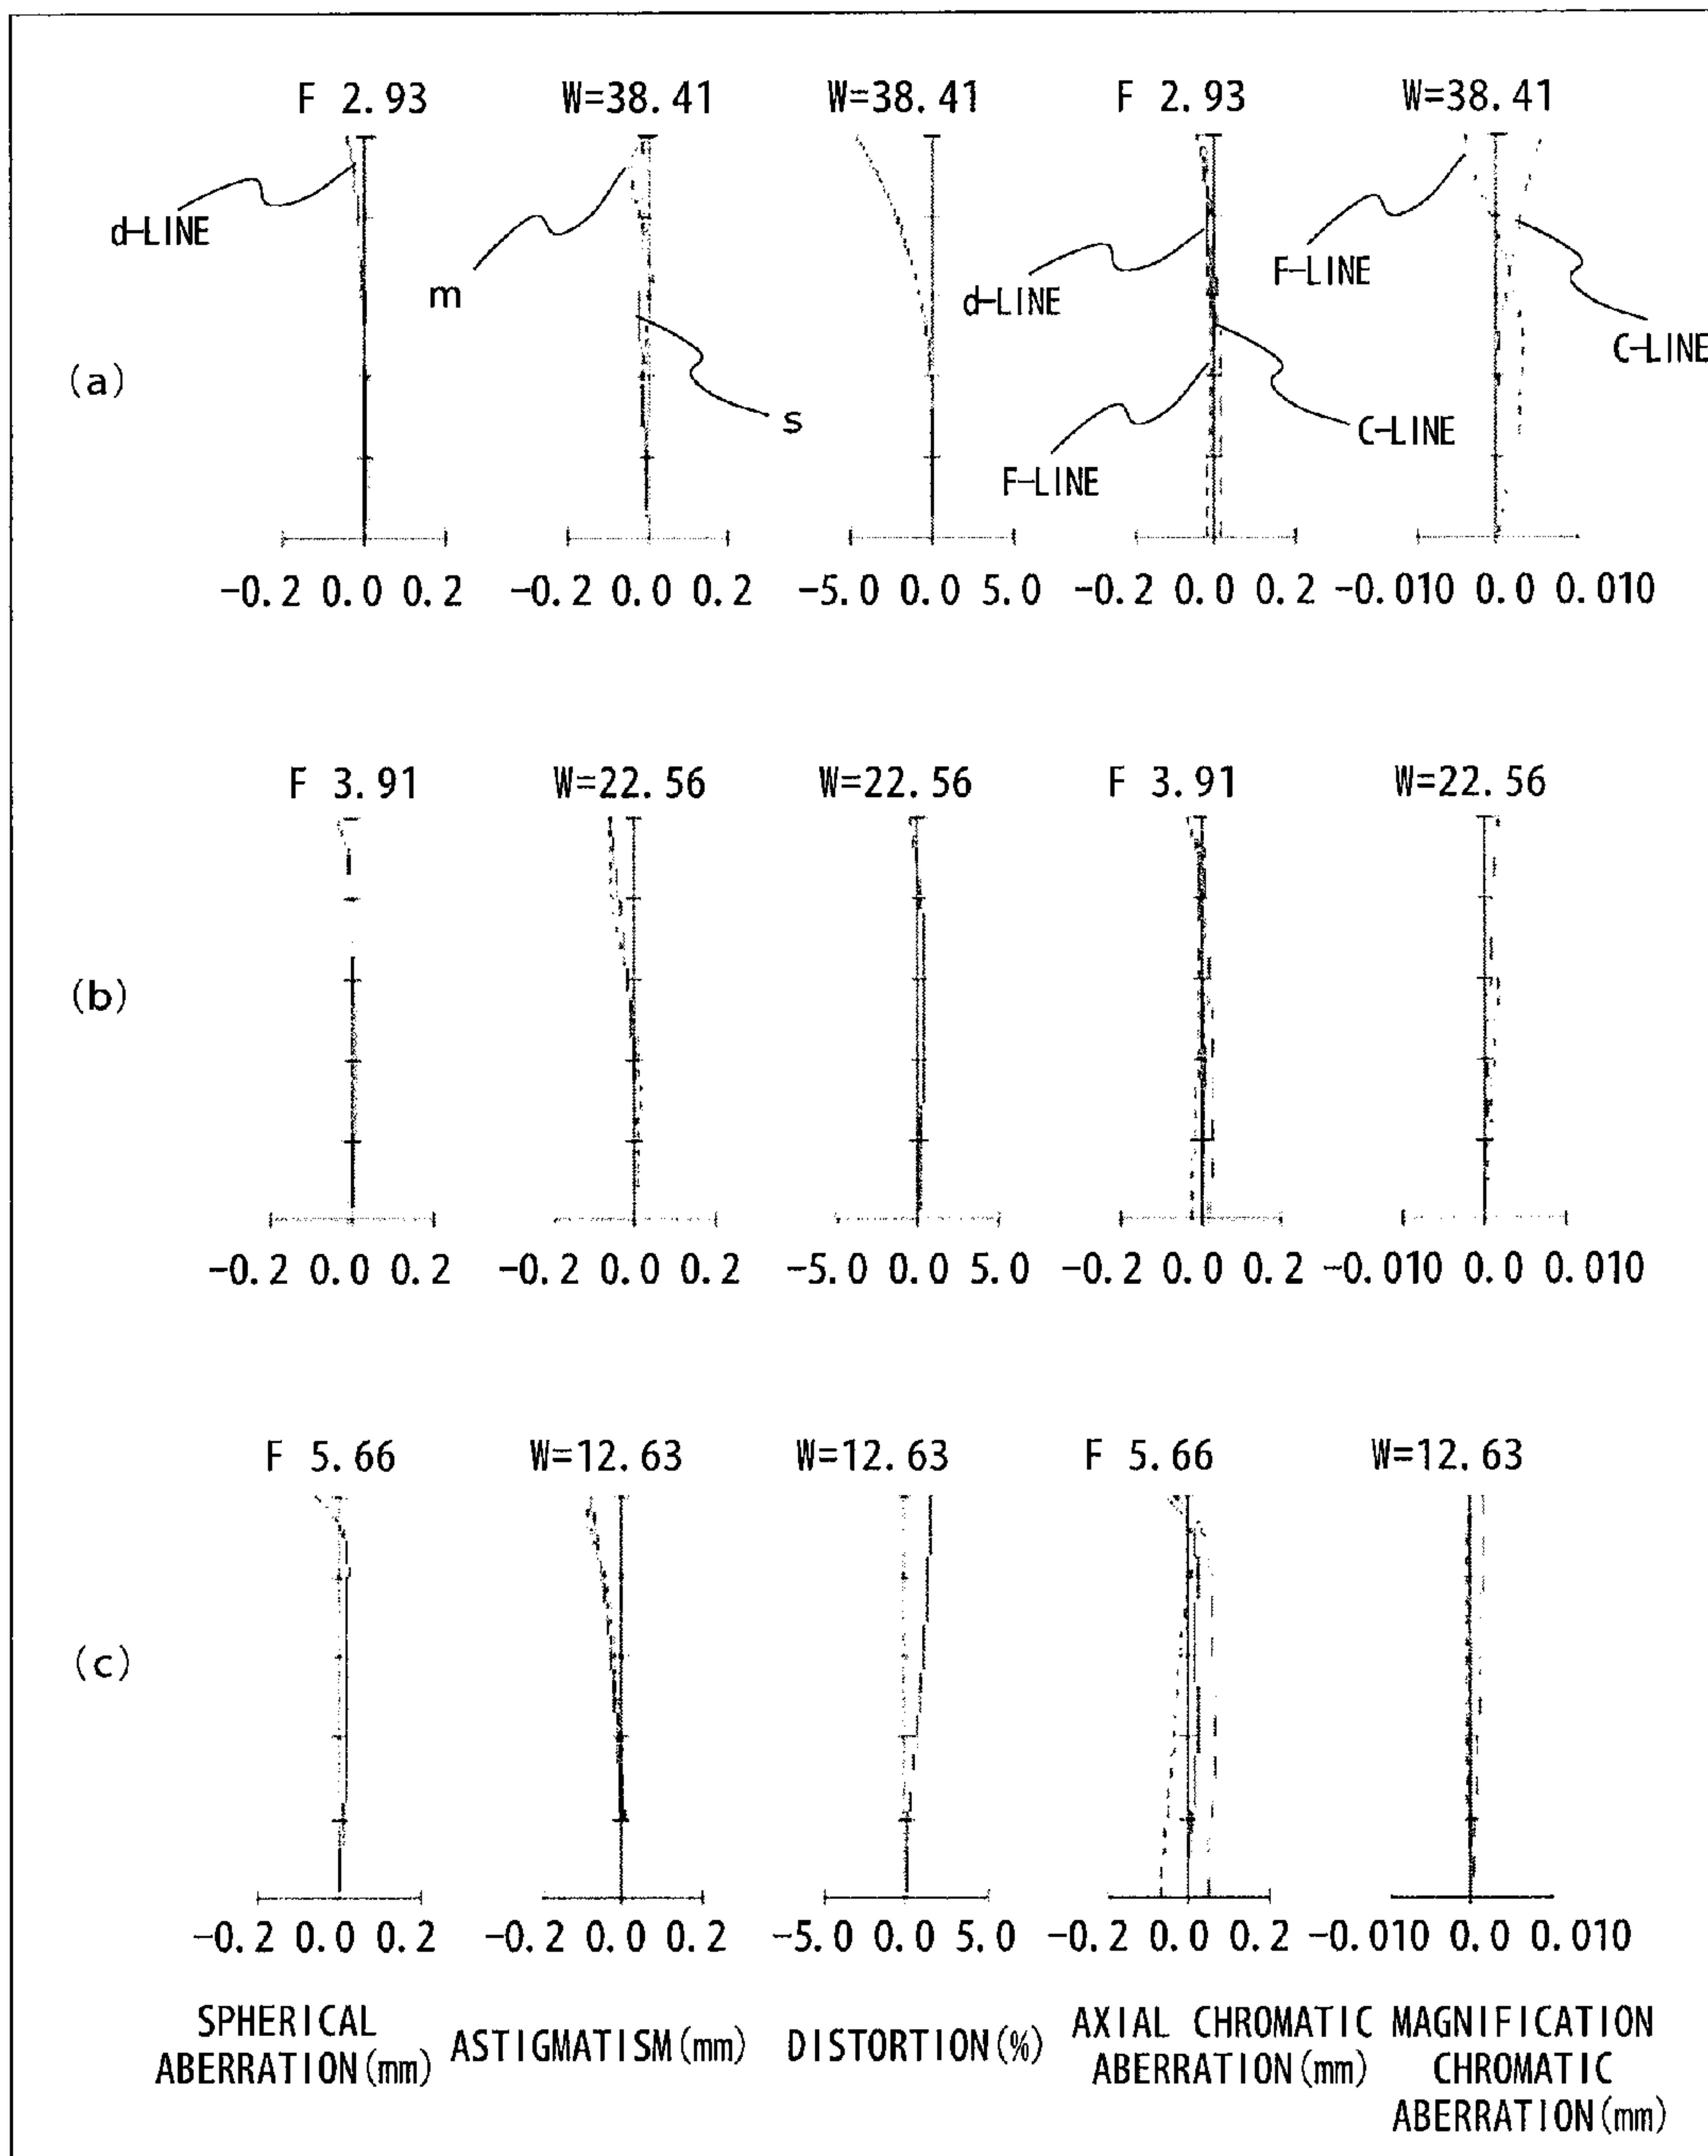 F 2.93 W=38.41 W=38.41 F 2.93 W=38.41
d-LINE
m
s
d-LINE
F-LINE
C-LINE
F-LINE
C-LINE
(a)
-0.2 0.0 0.2 -0.2 0.0 0.2 -5.0 0.0 5.0 -0.2 0.0 0.2 -0.010 0.0 0.010
F 3.91 W=22.56 W=22.56 F 3.91 W=22.56
(b)
-0.2 0.0 0.2 -0.2 0.0 0.2 -5.0 0.0 5.0 -0.2 0.0 0.2 -0.010 0.0 0.010
F 5.66 W=12.63 W=12.63 F 5.66 W=12.63
(c)
-0.2 0.0 0.2 -0.2 0.0 0.2 -5.0 0.0 5.0 -0.2 0.0 0.2 -0.010 0.0 0.010
SPHERICAL
ABERRATION(mm)
ASTIGMATISM(mm)
DISTORTION(%)
AXIAL CHROMATIC
ABERRATION(mm)
MAGNIFICATION
CHROMATIC
ABERRATION(mm)